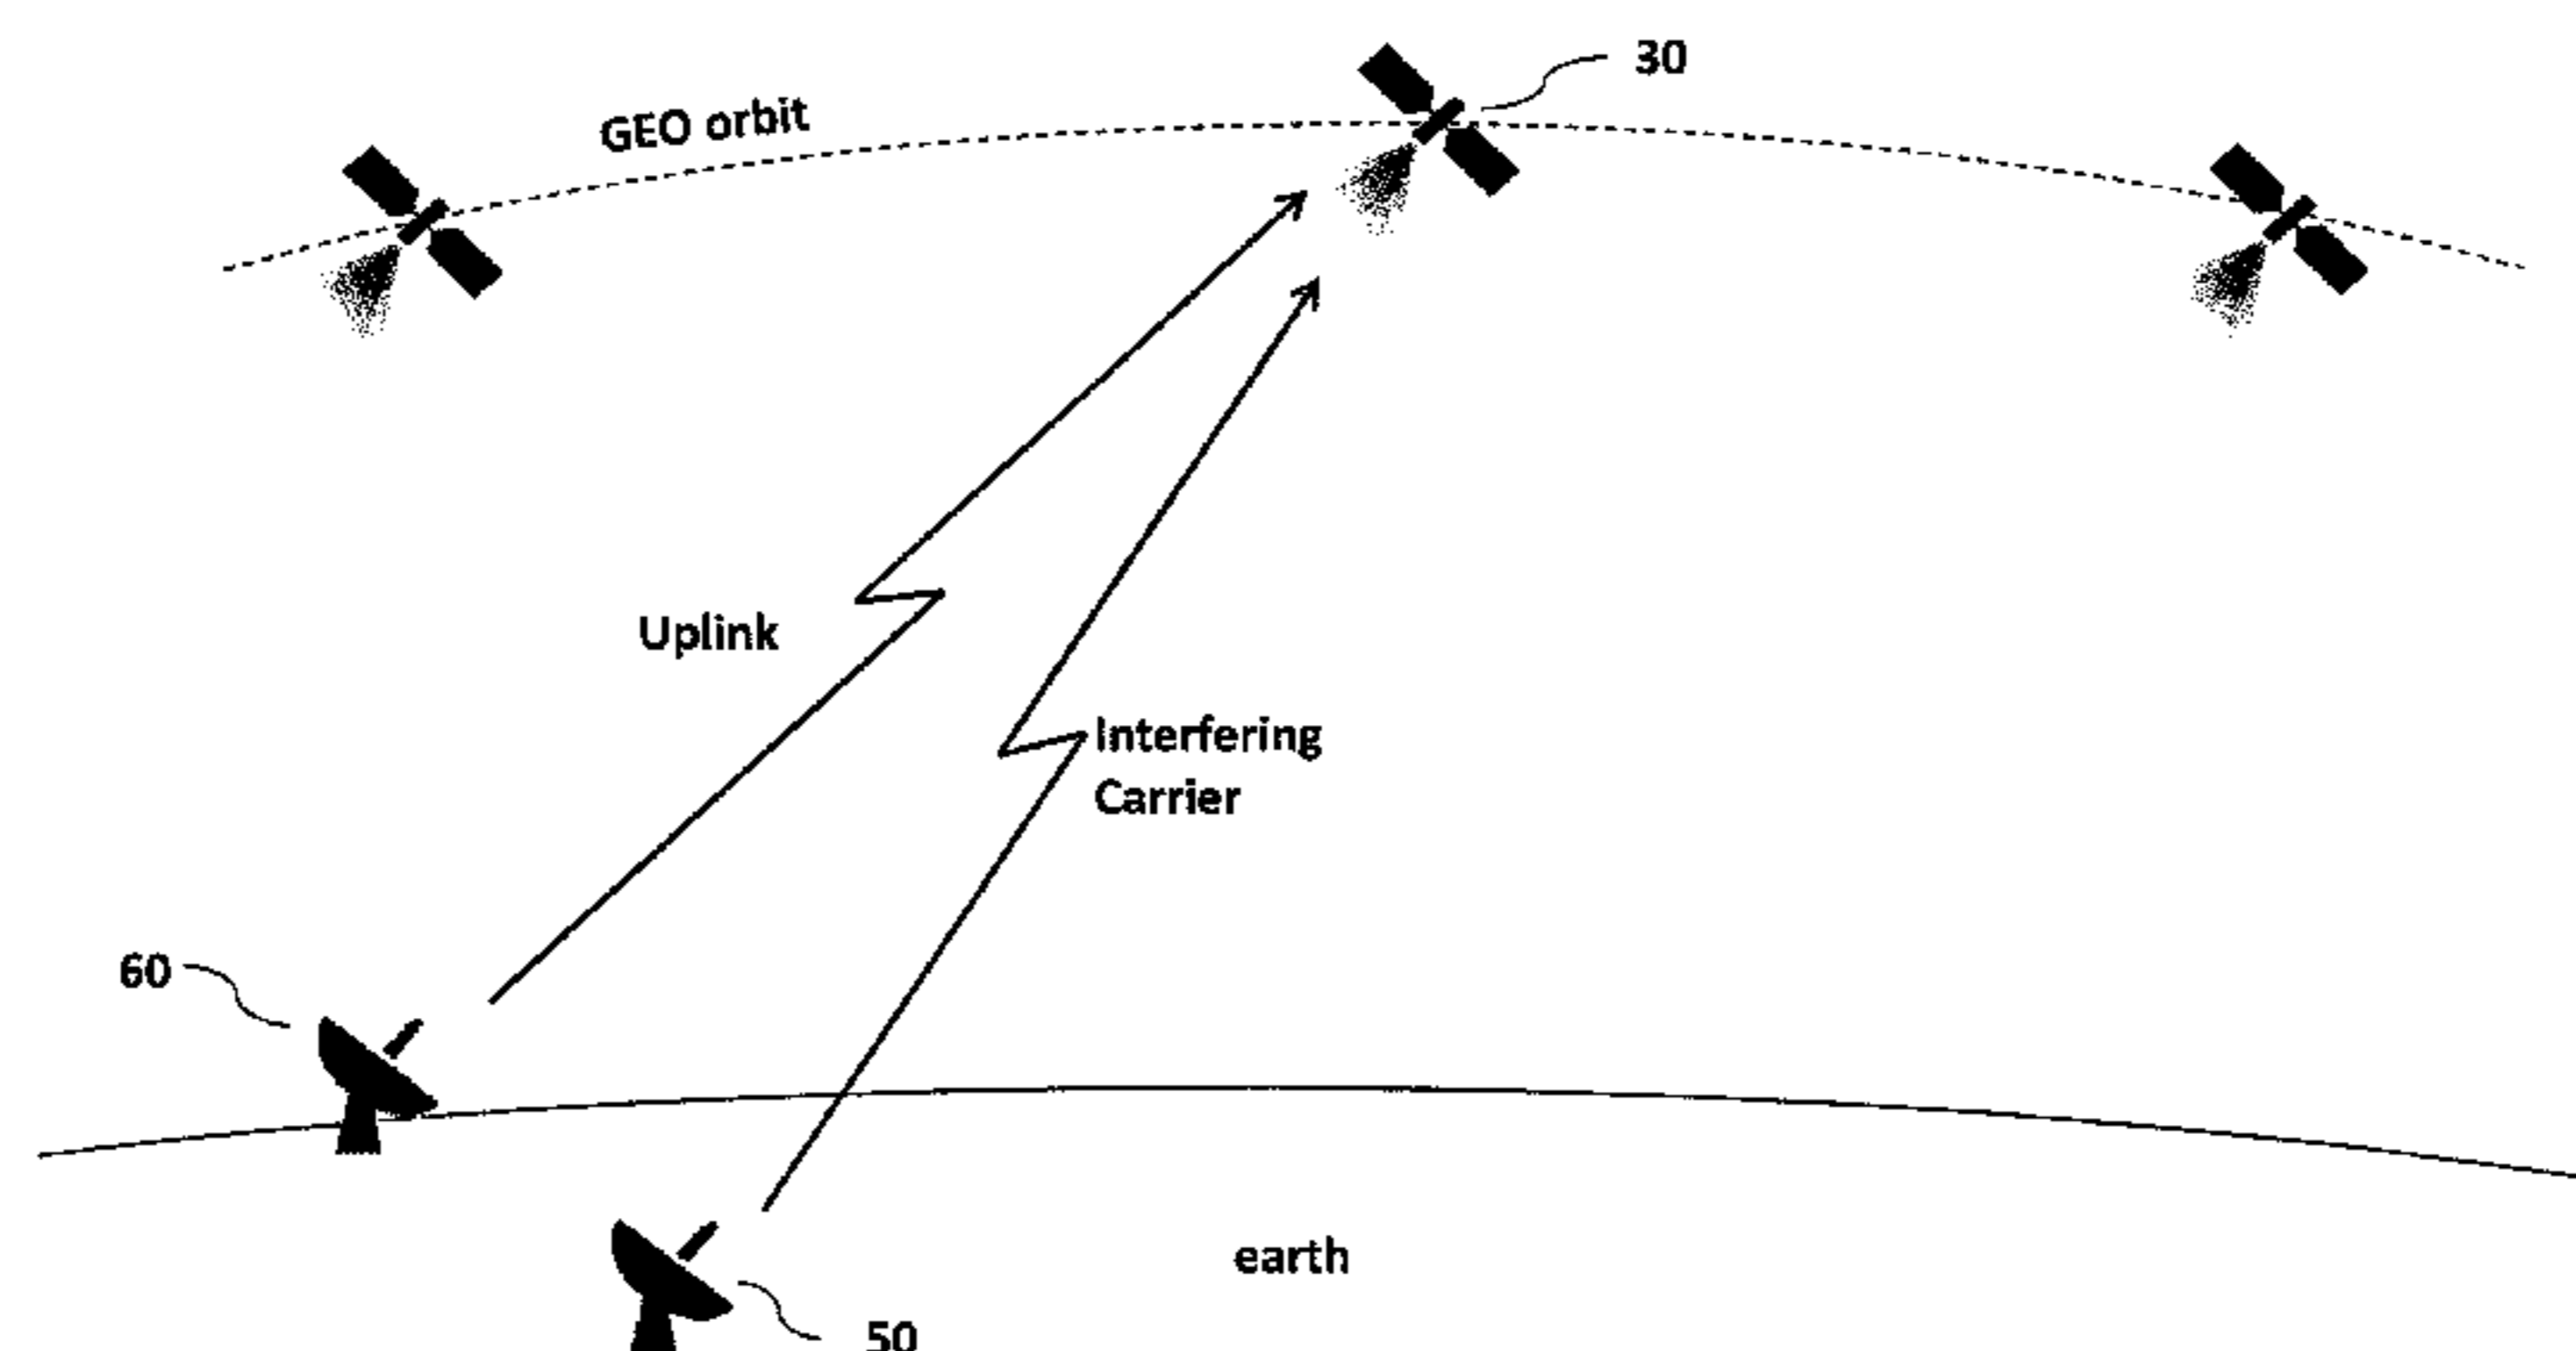 30
GEO orbit
Uplink
Interfering
Carrier
60
earth
50